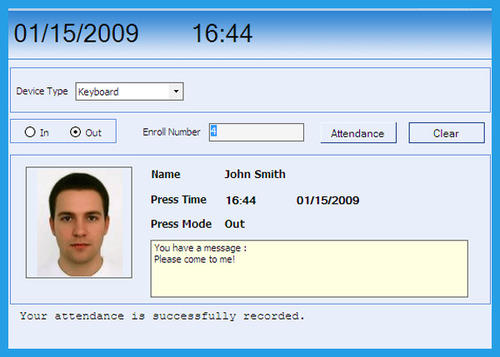 01/15/2009 16:44
Device Type Keyboard
In Out Enroll Number 4 Attendance Clear
Name John Smith
Press Time 16:44 01/15/2009
Press Mode Out
You have a message :
Please come to me!
Your attendance is successfully recorded.